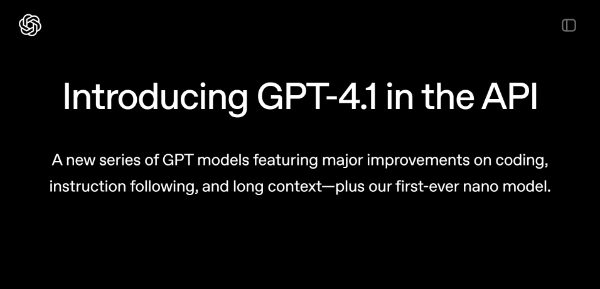 Introducing GPT-4.1 in the API
A new series of GPT models featuring major improvements on coding,
instruction following, and long context—plus our first-ever nano model.